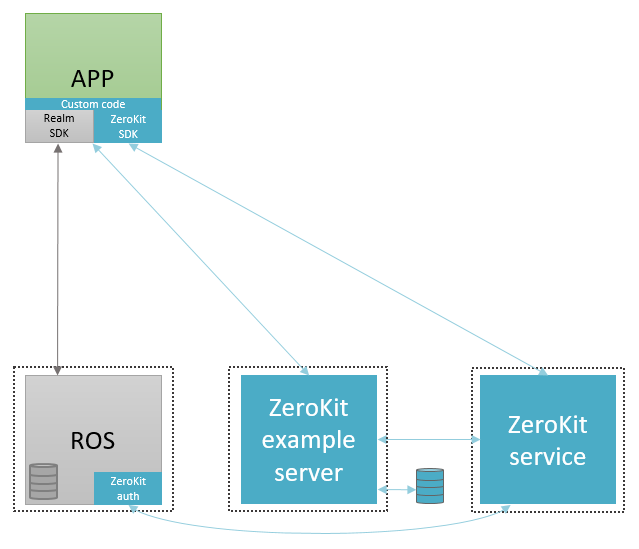 APP
Custom code
Realm
SDK
ZeroKit
SDK
ROS
ZeroKit
auth
ZeroKit
example
server
ZeroKit
service